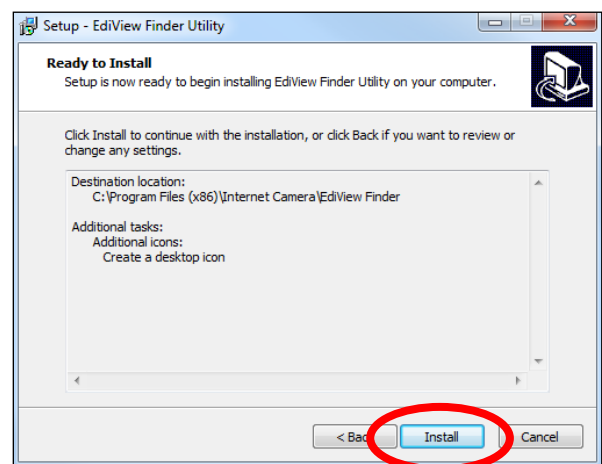 Setup - EdiView Finder Utility
Ready to Install
Setup is now ready to begin installing EdiView Finder Utility on your computer.
Click Install to continue with the installation, or click Back if you want to review or
change any settings.
Destination location:
C:\Program Files (x86)\Internet Camera\EdiView Finder
Additional tasks:
Additional icons:
Create a desktop icon
< Back Install Cancel